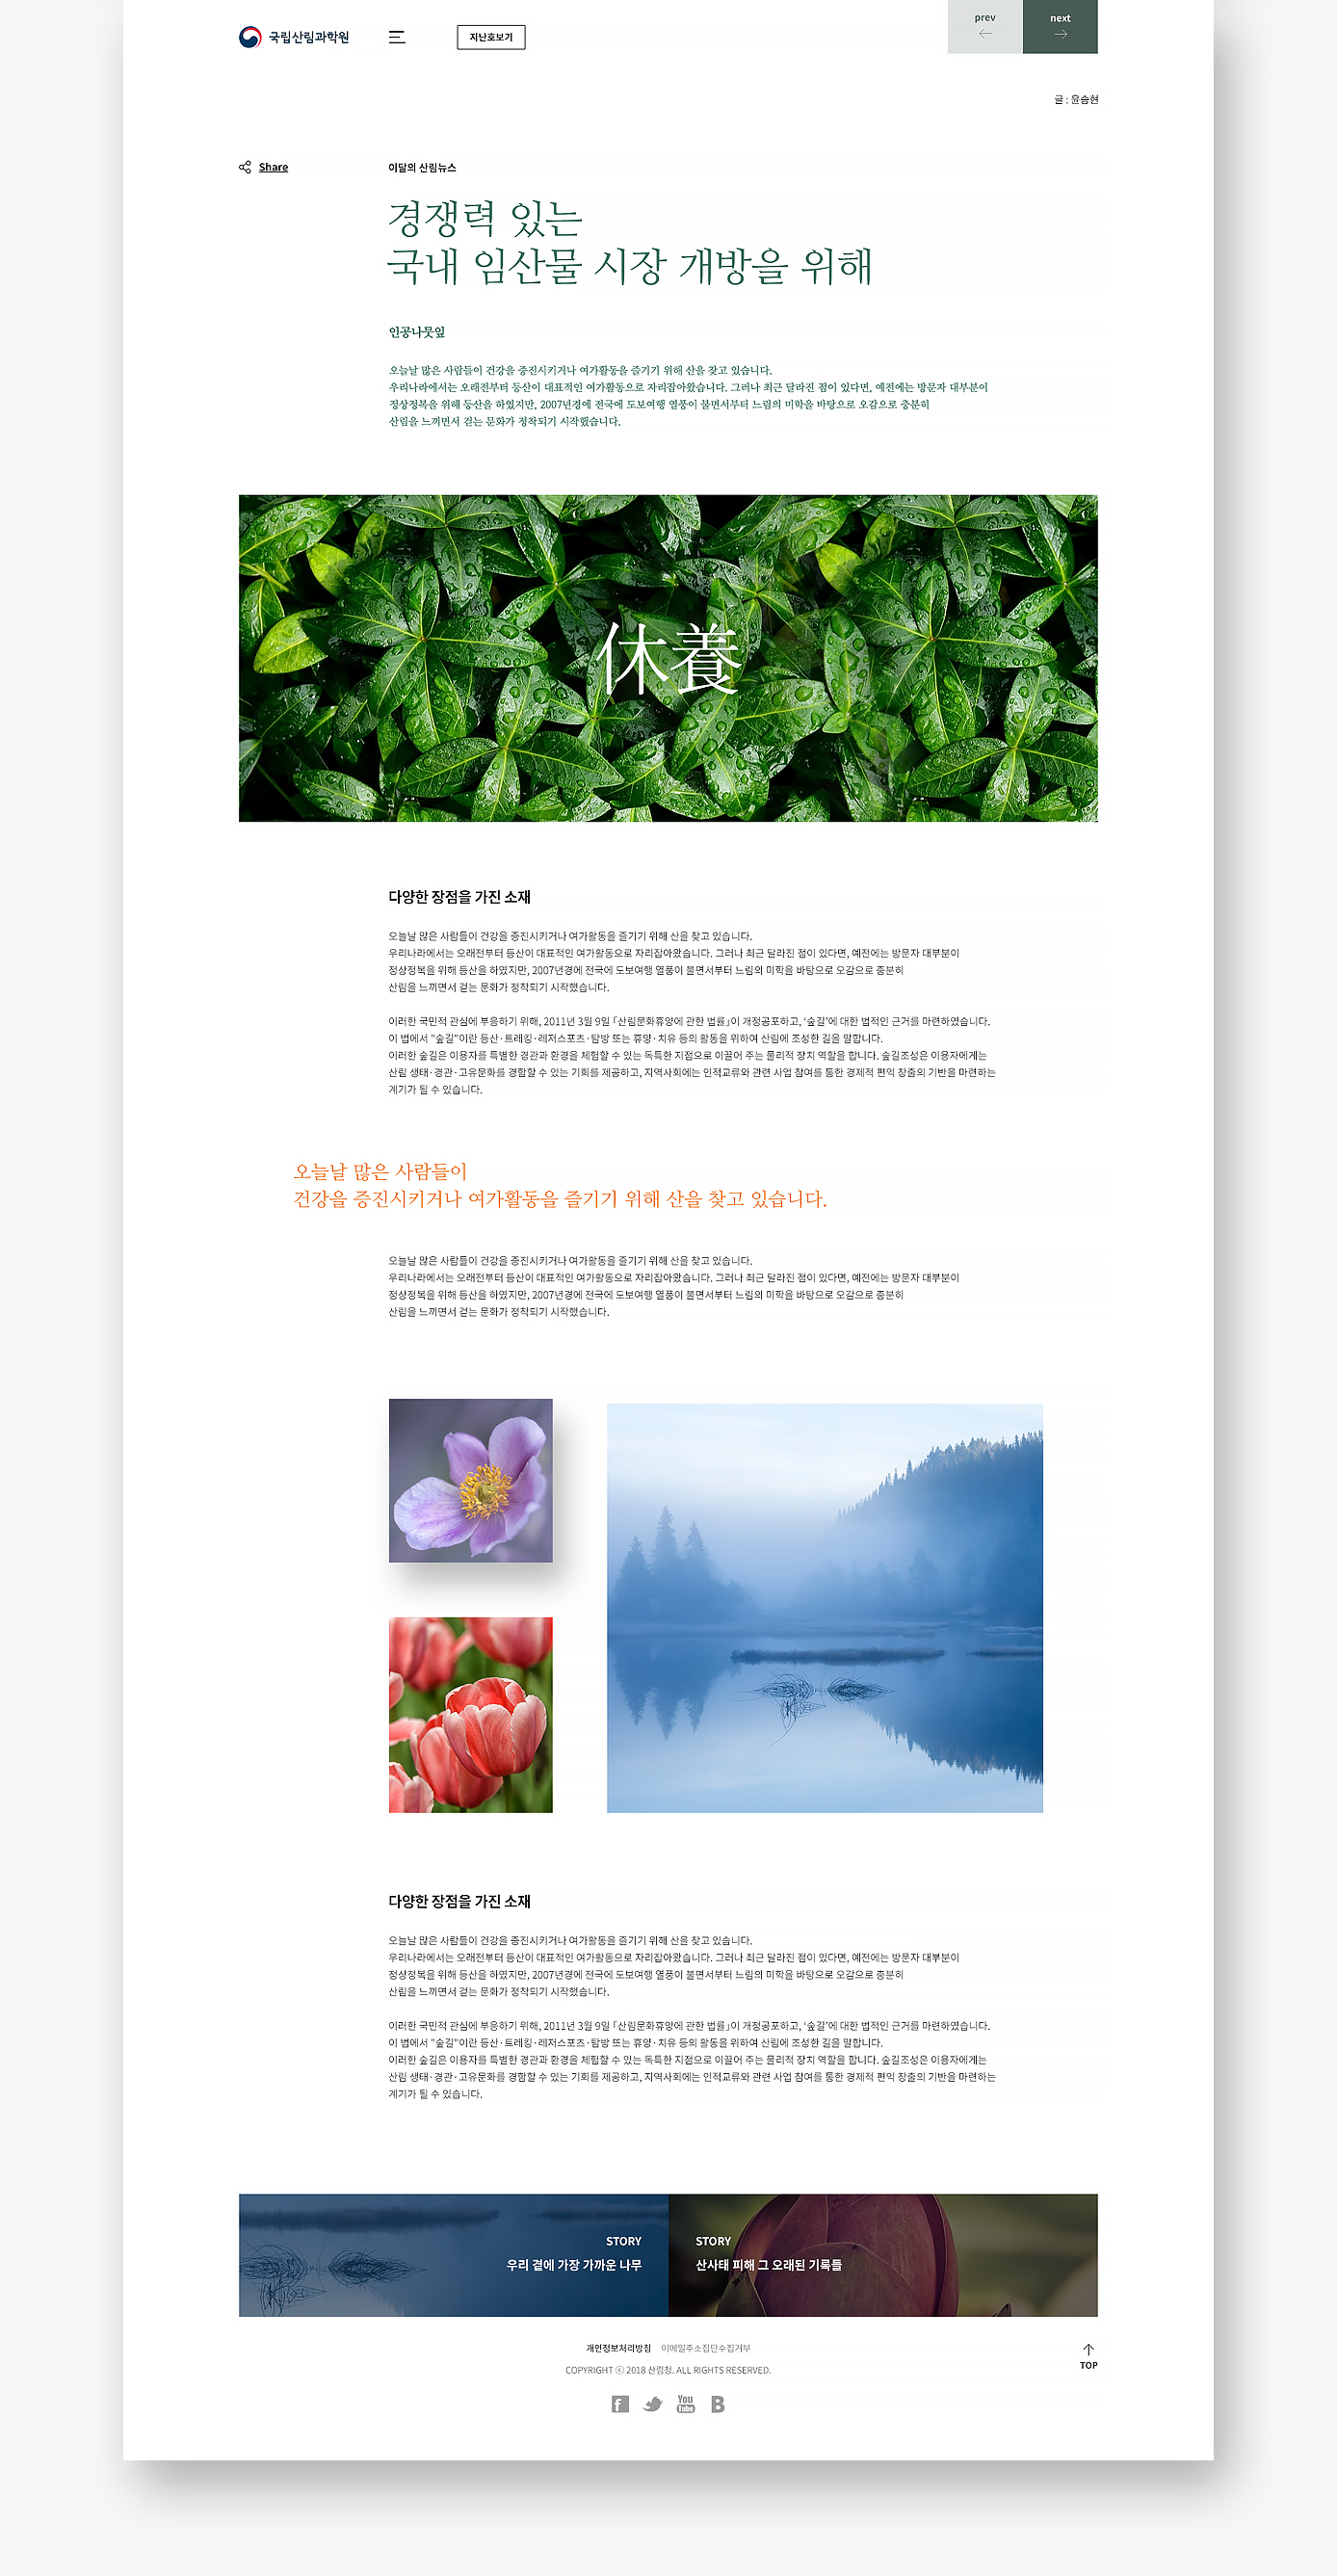 국립산림과학원
지난호보기
prev
next
글 : 윤승현
Share
이달의 산림뉴스
경쟁력 있는
국내 임산물 시장 개방을 위해
인공나뭇잎
오늘날 많은 사람들이 건강을 증진시키거나 여가활동을 즐기기 위해 산을 찾고 있습니다.
우리나라에서는 오래전부터 등산이 대표적인 여가활동으로 자리잡아왔습니다. 그러나 최근 달라진 점이 있다면, 예전에는 방문자 대부분이
정상정복을 위해 등산을 하였지만, 2007년경에 전국에 도보여행 열풍이 불면서부터 느림의 미학을 바탕으로 오감으로 충분히
산림을 느끼면서 걷는 문화가 정착되기 시작했습니다.
休養
다양한 장점을 가진 소재
오늘날 많은 사람들이 건강을 증진시키거나 여가활동을 즐기기 위해 산을 찾고 있습니다.
우리나라에서는 오래전부터 등산이 대표적인 여가활동으로 자리잡아왔습니다. 그러나 최근 달라진 점이 있다면, 예전에는 방문자 대부분이
정상정복을 위해 등산을 하였지만, 2007년경에 전국에 도보여행 열풍이 불면서부터 느림의 미학을 바탕으로 오감으로 충분히
산림을 느끼면서 걷는 문화가 정착되기 시작했습니다.
이러한 국민적 관심에 부응하기 위해, 2011년 3월 9일 「산림문화휴양에 관한 법률」이 개정공포하고, ‘숲길’에 대한 법적인 근거를 마련하였습니다.
이 법에서 "숲길"이란 등산·트레킹·레저스포츠·탐방 또는 휴양·치유 등의 활동을 위하여 산림에 조성한 길을 말합니다.
이러한 숲길은 이용자를 특별한 경관과 환경을 체험할 수 있는 독특한 지점으로 이끌어 주는 물리적 장치 역할을 합니다. 숲길조성은 이용자에게는
산림 생태·경관·고유문화를 경험할 수 있는 기회를 제공하고, 지역사회에는 인적교류와 관련 사업 참여를 통한 경제적 편익 창출의 기반을 마련하는
계기가 될 수 있습니다.
오늘날 많은 사람들이
건강을 증진시키거나 여가활동을 즐기기 위해 산을 찾고 있습니다.
오늘날 많은 사람들이 건강을 증진시키거나 여가활동을 즐기기 위해 산을 찾고 있습니다.
우리나라에서는 오래전부터 등산이 대표적인 여가활동으로 자리잡아왔습니다. 그러나 최근 달라진 점이 있다면, 예전에는 방문자 대부분이
정상정복을 위해 등산을 하였지만, 2007년경에 전국에 도보여행 열풍이 불면서부터 느림의 미학을 바탕으로 오감으로 충분히
산림을 느끼면서 걷는 문화가 정착되기 시작했습니다.
다양한 장점을 가진 소재
오늘날 많은 사람들이 건강을 증진시키거나 여가활동을 즐기기 위해 산을 찾고 있습니다.
우리나라에서는 오래전부터 등산이 대표적인 여가활동으로 자리잡아왔습니다. 그러나 최근 달라진 점이 있다면, 예전에는 방문자 대부분이
정상정복을 위해 등산을 하였지만, 2007년경에 전국에 도보여행 열풍이 불면서부터 느림의 미학을 바탕으로 오감으로 충분히
산림을 느끼면서 걷는 문화가 정착되기 시작했습니다.
이러한 국민적 관심에 부응하기 위해, 2011년 3월 9일 「산림문화휴양에 관한 법률」이 개정공포하고, ‘숲길’에 대한 법적인 근거를 마련하였습니다.
이 법에서 "숲길"이란 등산·트레킹·레저스포츠·탐방 또는 휴양·치유 등의 활동을 위하여 산림에 조성한 길을 말합니다.
이러한 숲길은 이용자를 특별한 경관과 환경을 체험할 수 있는 독특한 지점으로 이끌어 주는 물리적 장치 역할을 합니다. 숲길조성은 이용자에게는
산림 생태·경관·고유문화를 경험할 수 있는 기회를 제공하고, 지역사회에는 인적교류와 관련 사업 참여를 통한 경제적 편익 창출의 기반을 마련하는
계기가 될 수 있습니다.
STORY
우리 곁에 가장 가까운 나무
STORY
산사태 피해 그 오래된 기록들
개인정보처리방침 이메일주소집단수집거부
COPYRIGHT ⓒ 2018 산림청. ALL RIGHTS RESERVED.
TOP
You Tube